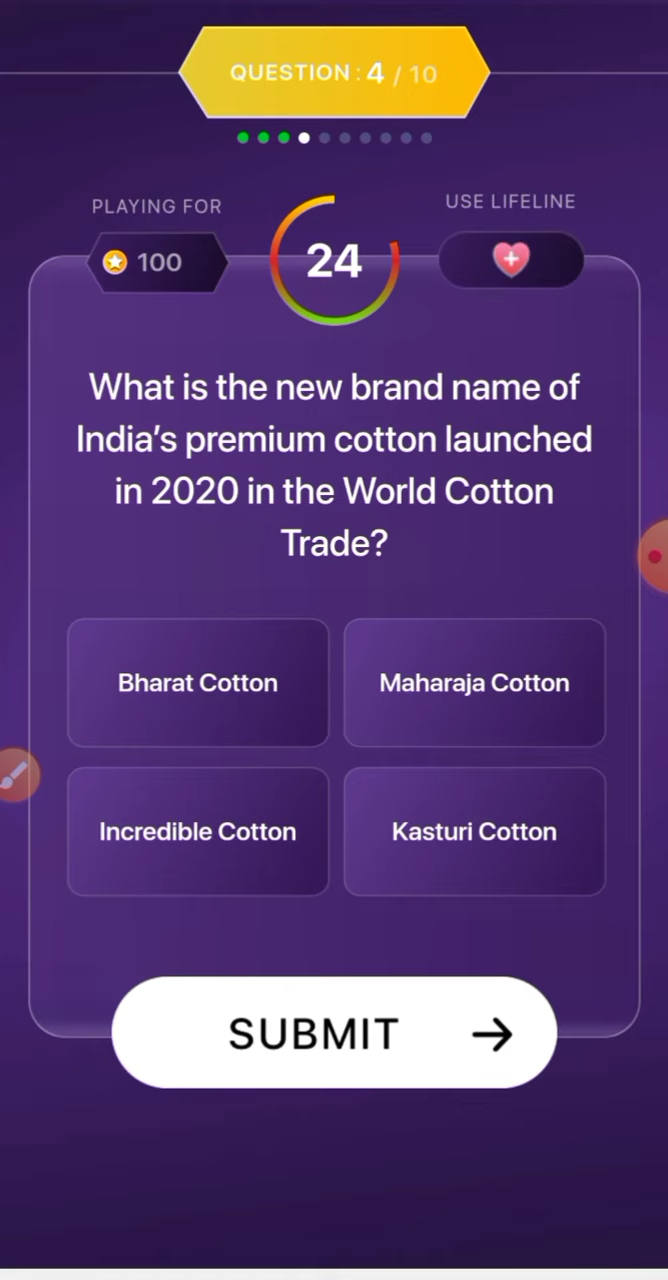 QUESTION : 4 / 10
PLAYING FOR
USE LIFELINE
100
24
What is the new brand name of
India’s premium cotton launched
in 2020 in the World Cotton
Trade?
Bharat Cotton
Maharaja Cotton
Incredible Cotton
Kasturi Cotton
SUBMIT →